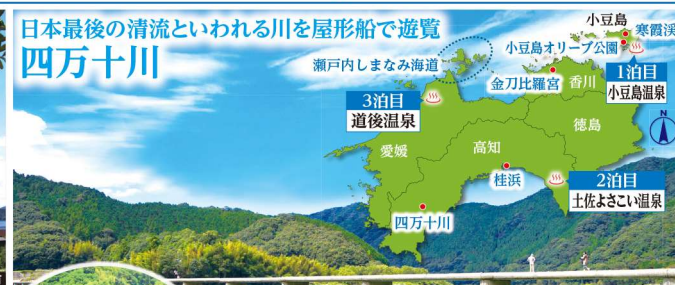 日本最後の清流といわれる川を屋形船で遊覧
四万十川
小豆島
寒霞渓
小豆島オリーブ公園
瀬戸内しまなみ海道
1泊目
小豆島温泉
金刀比羅宮
香川
3泊目
道後温泉
徳島
N
愛媛
高知
桂浜
2泊目
土佐よさこい温泉
四万十川